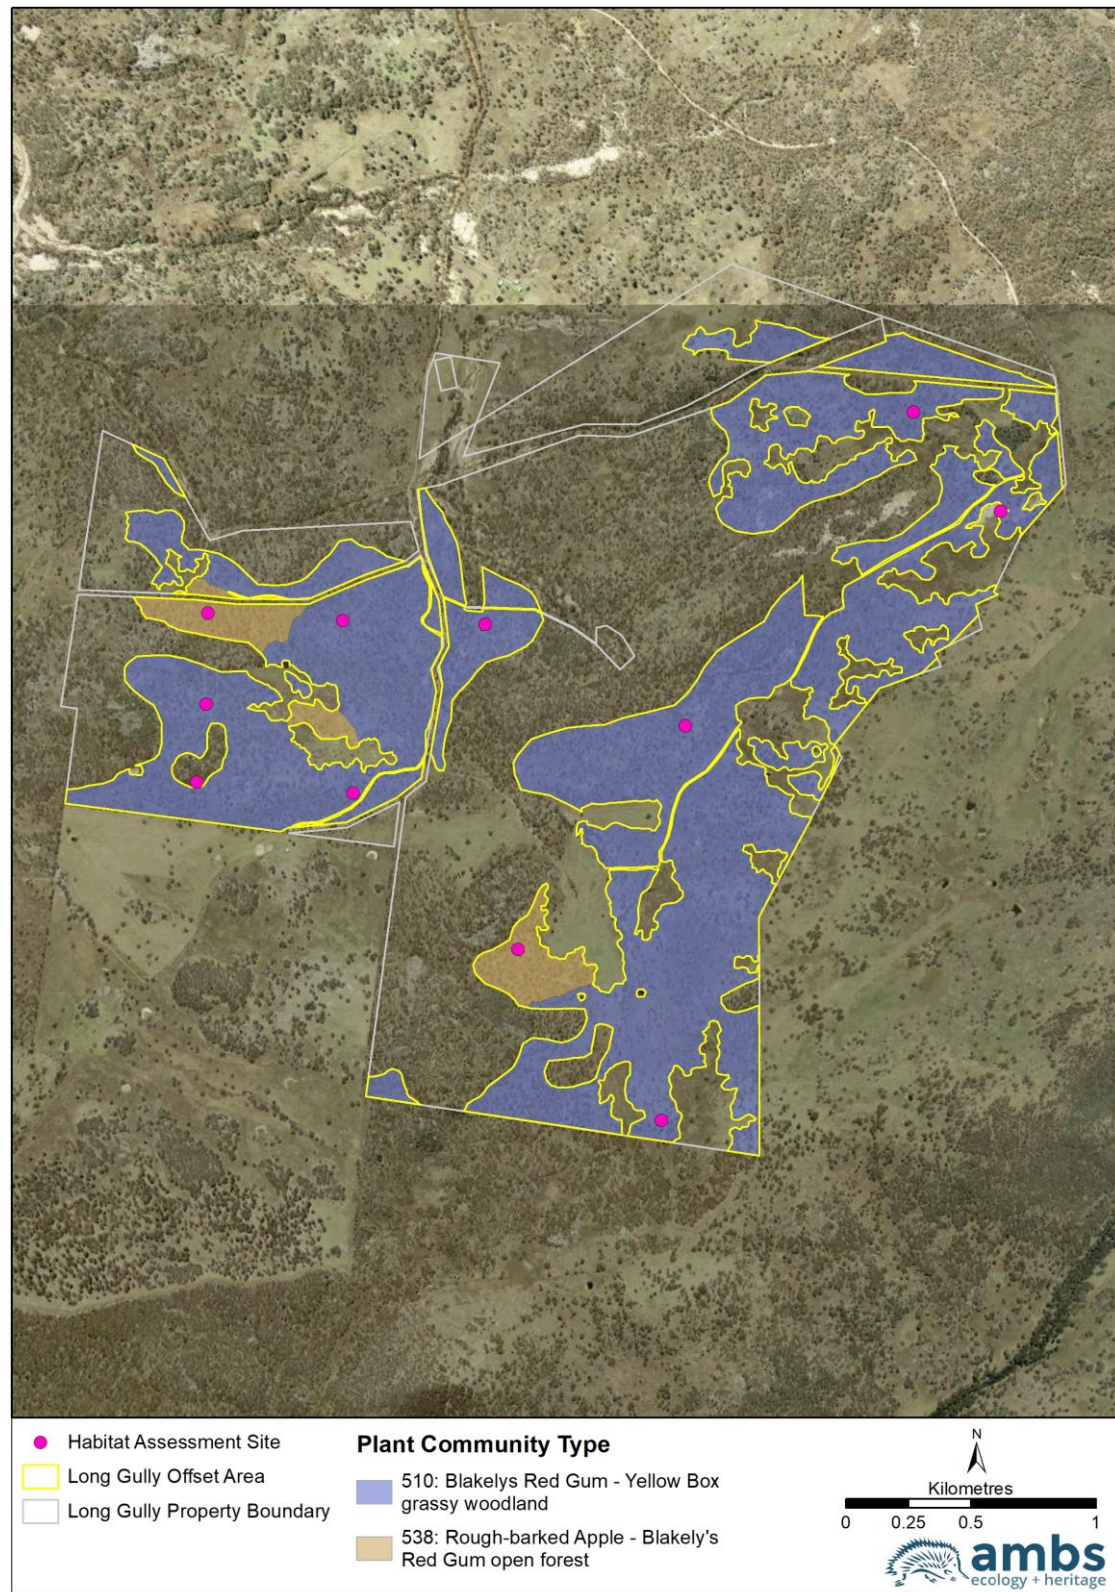 Habitat Assessment Site
Long Gully Offset Area
Long Gully Property Boundary
Plant Community Type
510: Blakelys Red Gum - Yellow Box
grassy woodland
538: Rough-barked Apple - Blakely's
Red Gum open forest
N
Kilometres
0 0.25 0.5 1
ambs
ecology + heritage